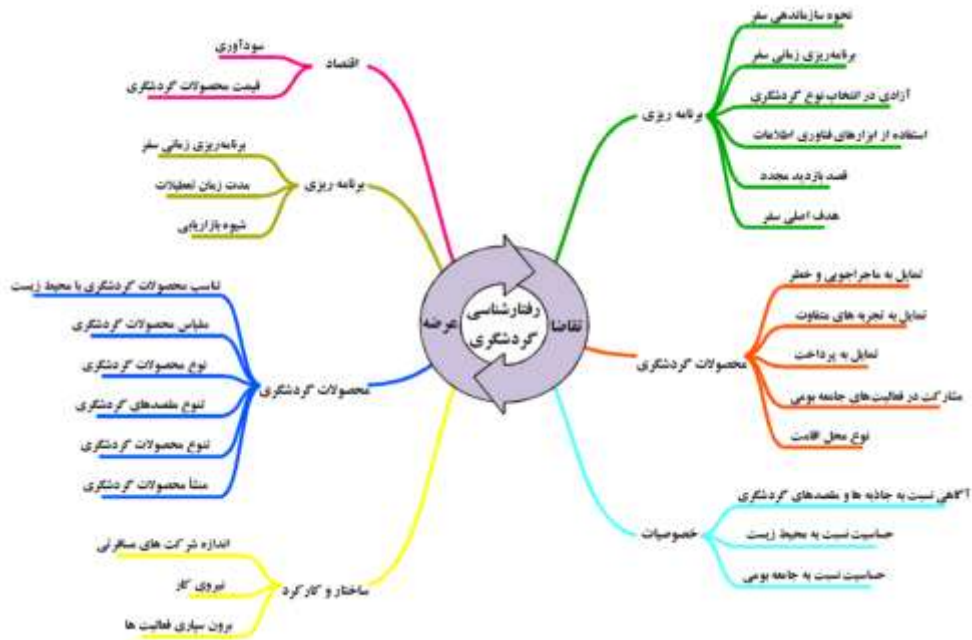 رفتارشناسی
گردشگری
تقاضا
عرضه
برنامه ریزی
نحوه سازماندهی سفر
برنامه‌ریزی زمانی سفر
آزادی در انتخاب نوع گردشگری
استفاده از ابزارهای فناوری اطلاعات
قصد بازدید مجدد
هدف اصلی سفر
محصولات گردشگری
تمایل به ماجراجویی و خطر
تمایل به تجربه های متفاوت
تمایل به پرداخت
مشارکت در فعالیت‌های جامعه بومی
نوع محل اقامت
خصوصیات
آگاهی نسبت به جاذبه ها و مقصدهای گردشگری
حساسیت نسبت به محیط زیست
حساسیت نسبت به جامعه بومی
اقتصاد
سودآوری
قیمت محصولات گردشگری
برنامه ریزی
برنامه‌ریزی زمانی سفر
مدت زمان تعطیلات
شیوه بازاریابی
محصولات گردشگری
تناسب محصولات گردشگری با محیط زیست
مقیاس محصولات گردشگری
نوع محصولات گردشگری
تنوع مقصدهای گردشگری
تنوع محصولات گردشگری
منشأ محصولات گردشگری
ساختار و کارکرد
اندازه شرکت های مسافرتی
نیروی کار
برون سپاری فعالیت ها